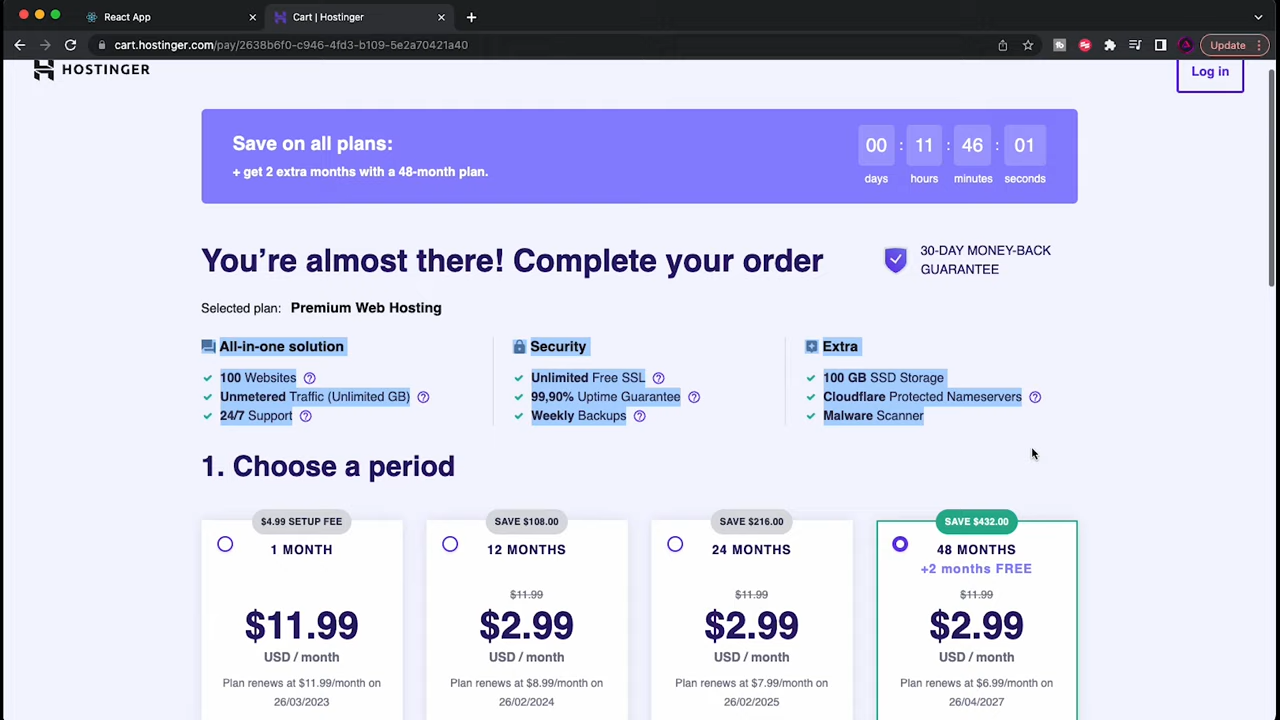 React App
Cart | Hostinger
cart.hostinger.com/pay/2638b6f0-c946-4fd3-b109-5e2a70421a40
Update
HOSTINGER
Log in
Save on all plans:
+ get 2 extra months with a 48-month plan.
00 : 11 : 46 : 01
days hours minutes seconds
You’re almost there! Complete your order
30-DAY MONEY-BACK
GUARANTEE
Selected plan: Premium Web Hosting
All-in-one solution
100 Websites
Unmetered Traffic (Unlimited GB)
24/7 Support
Security
Unlimited Free SSL
99,90% Uptime Guarantee
Weekly Backups
Extra
100 GB SSD Storage
Cloudflare Protected Nameservers
Malware Scanner
1. Choose a period
$4.99 SETUP FEE
1 MONTH
$11.99
USD / month
Plan renews at $11.99/month on
26/03/2023
SAVE $108.00
12 MONTHS
$11.99
$2.99
USD / month
Plan renews at $8.99/month on
26/02/2024
SAVE $216.00
24 MONTHS
$11.99
$2.99
USD / month
Plan renews at $7.99/month on
26/02/2025
SAVE $432.00
48 MONTHS
+2 months FREE
$11.99
$2.99
USD / month
Plan renews at $6.99/month on
26/04/2027